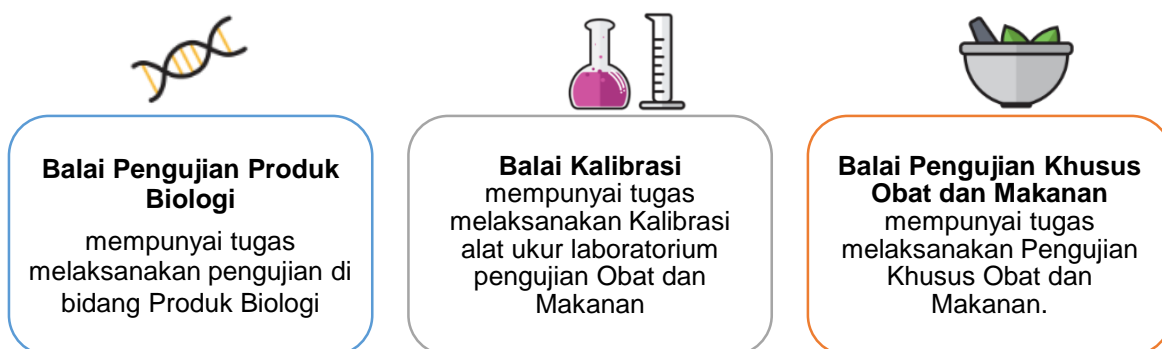 Balai Pengujian Produk
Biologi
mempunyai tugas
melaksanakan pengujian di
bidang Produk Biologi
Balai Kalibrasi
mempunyai tugas
melaksanakan Kalibrasi
alat ukur laboratorium
pengujian Obat dan
Makanan
Balai Pengujian Khusus
Obat dan Makanan
mempunyai tugas
melaksanakan Pengujian
Khusus Obat dan
Makanan.